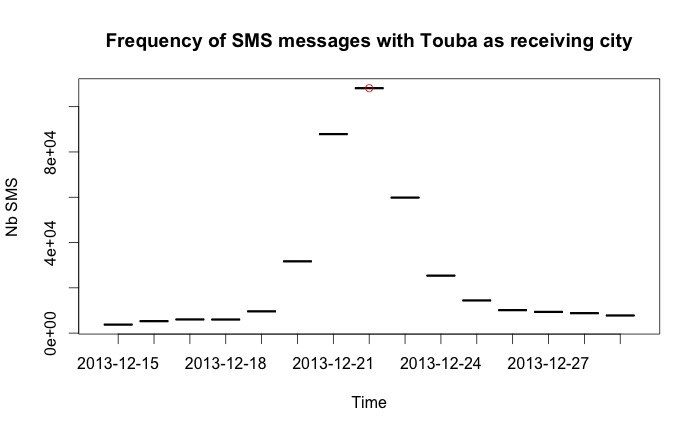 Frequency of SMS messages with Touba as receiving city
Nb SMS
8e+04
4e+04
0e+00
2013-12-15 2013-12-18 2013-12-21 2013-12-24 2013-12-27
Time